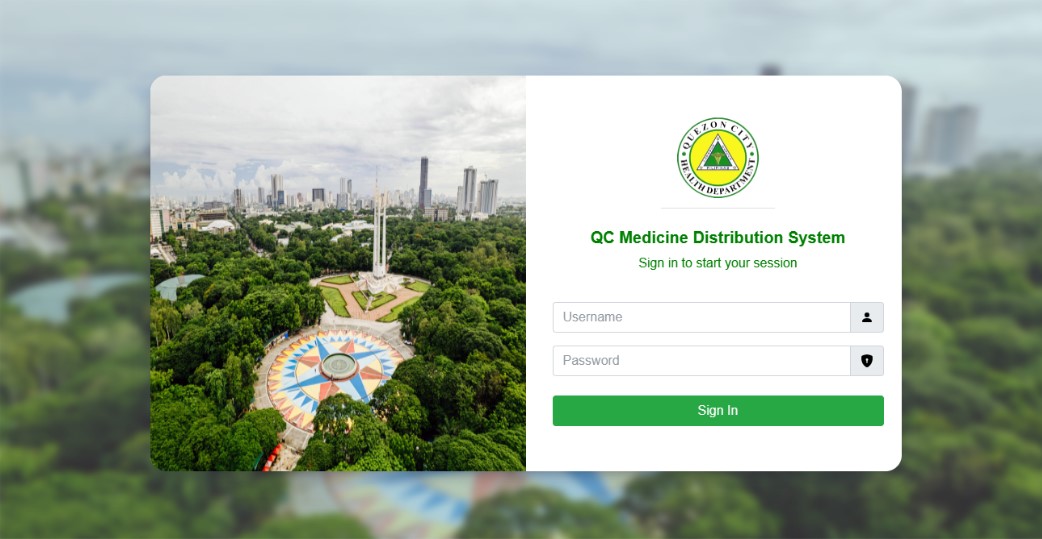 QUEZON CITY
HEALTH DEPARTMENT
QC Medicine Distribution System
Sign in to start your session
Username
Password
Sign In